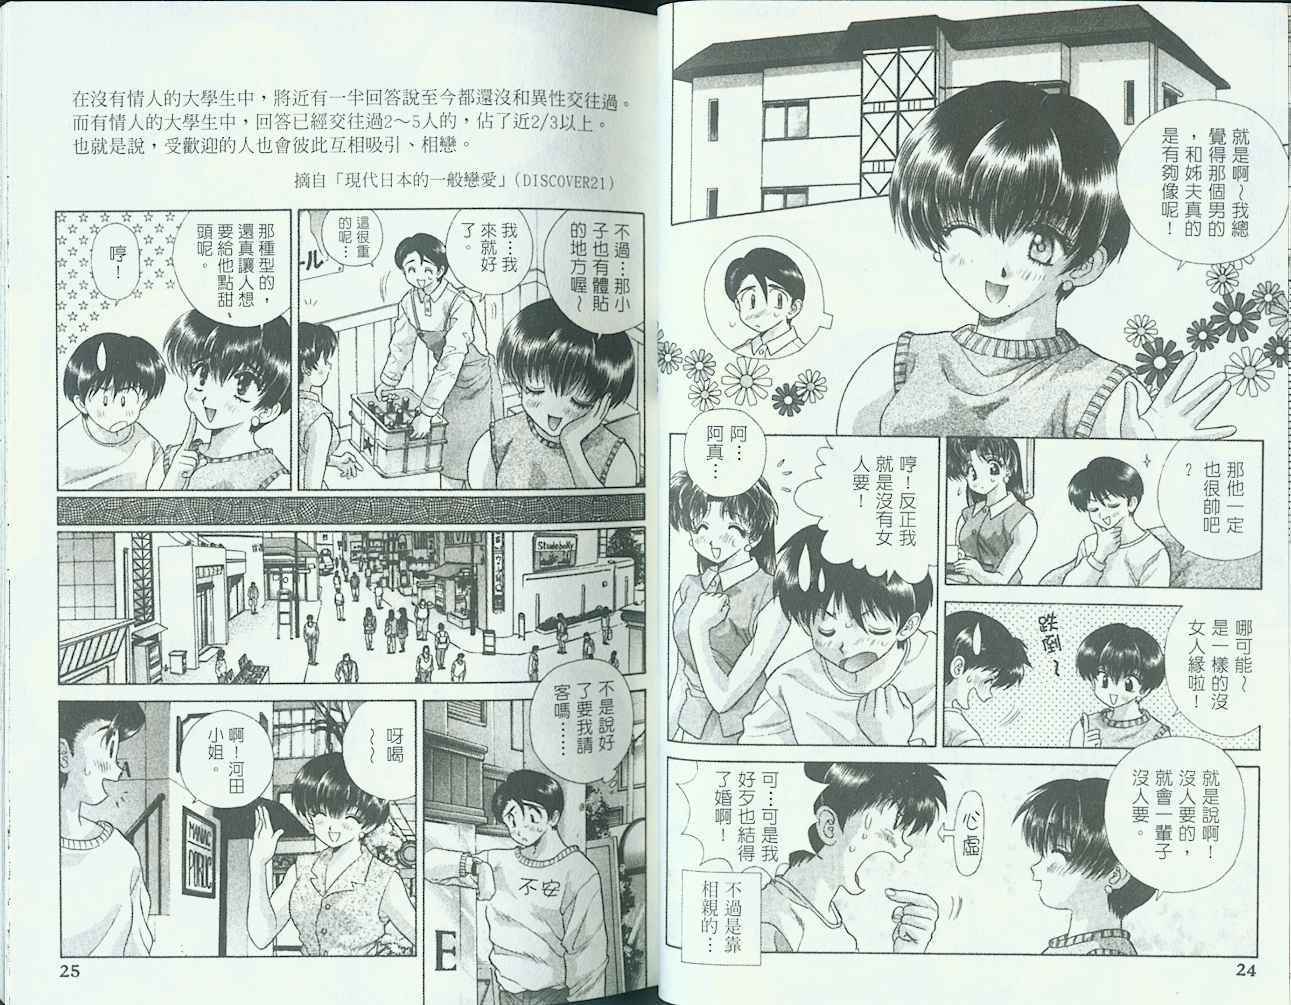 就是啊～我總
覺得那個男的
，和姊夫真的
是有夠像呢！
那他一定
也很帥吧
？
阿…
阿真…
哼！反正我
就是沒有女
人要！
哪可能～
是一樣的沒
女人緣啦！
跌倒～
就是說啊！
沒人要的，
就會一輩子
沒人要。
心虛
可…可是我
好歹也結得
了婚啊！
不過是靠
相親的…
24
在沒有情人的大學生中，將近有一半回答說至今都還沒和異性交往過。
而有情人的大學生中，回答已經交往過2～5人的，佔了近2/3以上。
也就是說，受歡迎的人也會彼此互相吸引、相戀。
摘自「現代日本的一般戀愛」(DISCOVER21)
不過…那小
子也有體貼
的地方喔～
我…我
來就好
了。
這很重
的呢…
ール
那種型的，
還真讓人想
要給他點甜
頭呢。
哼！
Studebaky
不是說好
了要我請
客嗎……
不安
E
呀喝
～～
啊！河田
小姐。
MANIAC
PUBLIC
25